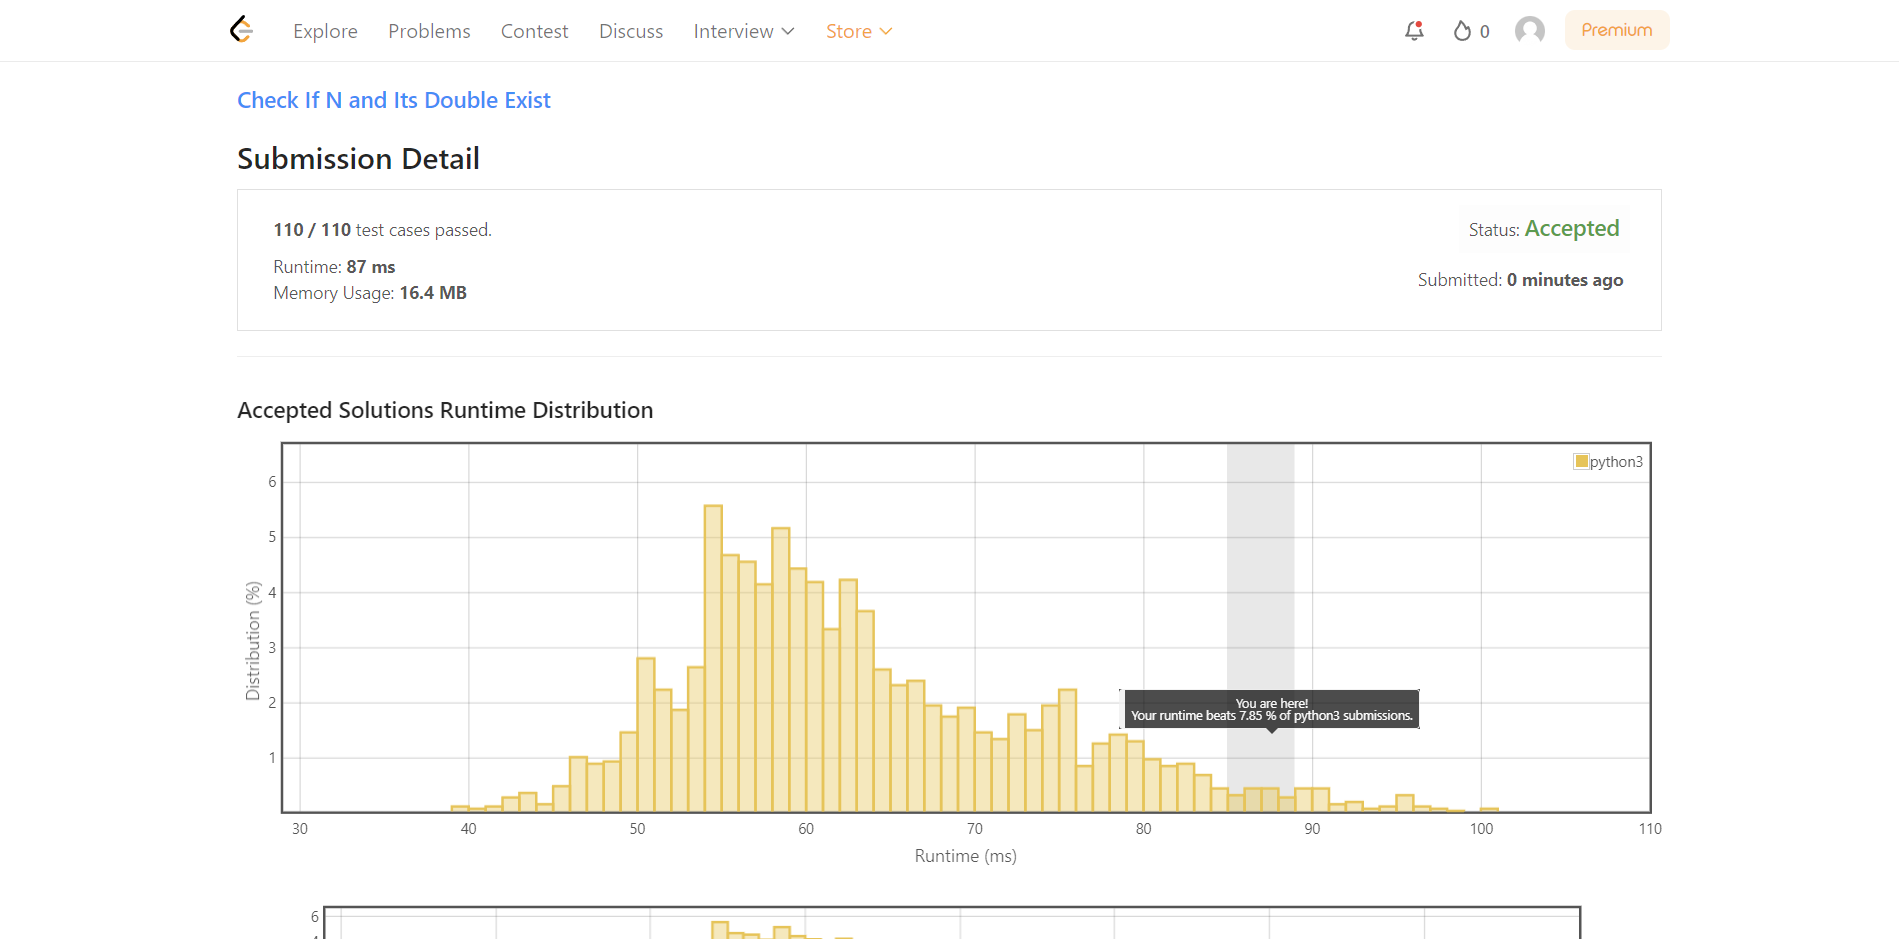 Explore Problems Contest Discuss Interview Store 0 Premium
Check If N and Its Double Exist
Submission Detail
110 / 110 test cases passed.
Status: Accepted
Runtime: 87 ms
Submitted: 0 minutes ago
Memory Usage: 16.4 MB
Accepted Solutions Runtime Distribution
python3
6
5
4
3
2
1
Distribution (%)
You are here!
Your runtime beats 7.85 % of python3 submissions.
30 40 50 60 70 80 90 100 110
Runtime (ms)
6